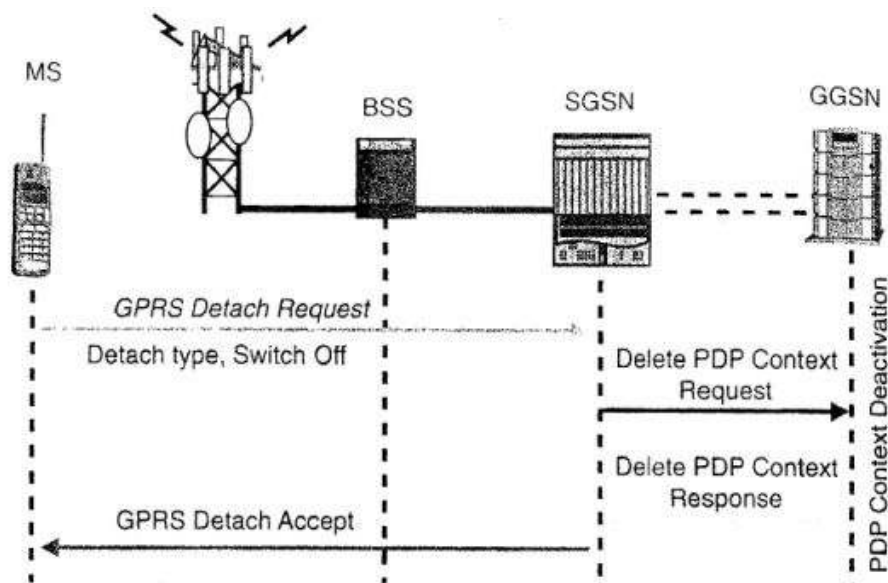 MS
BSS
SGSN
GGSN
GPRS Detach Request
Detach type, Switch Off
Delete PDP Context
Request
Delete PDP Context
Response
GPRS Detach Accept
PDP Context Deactivation